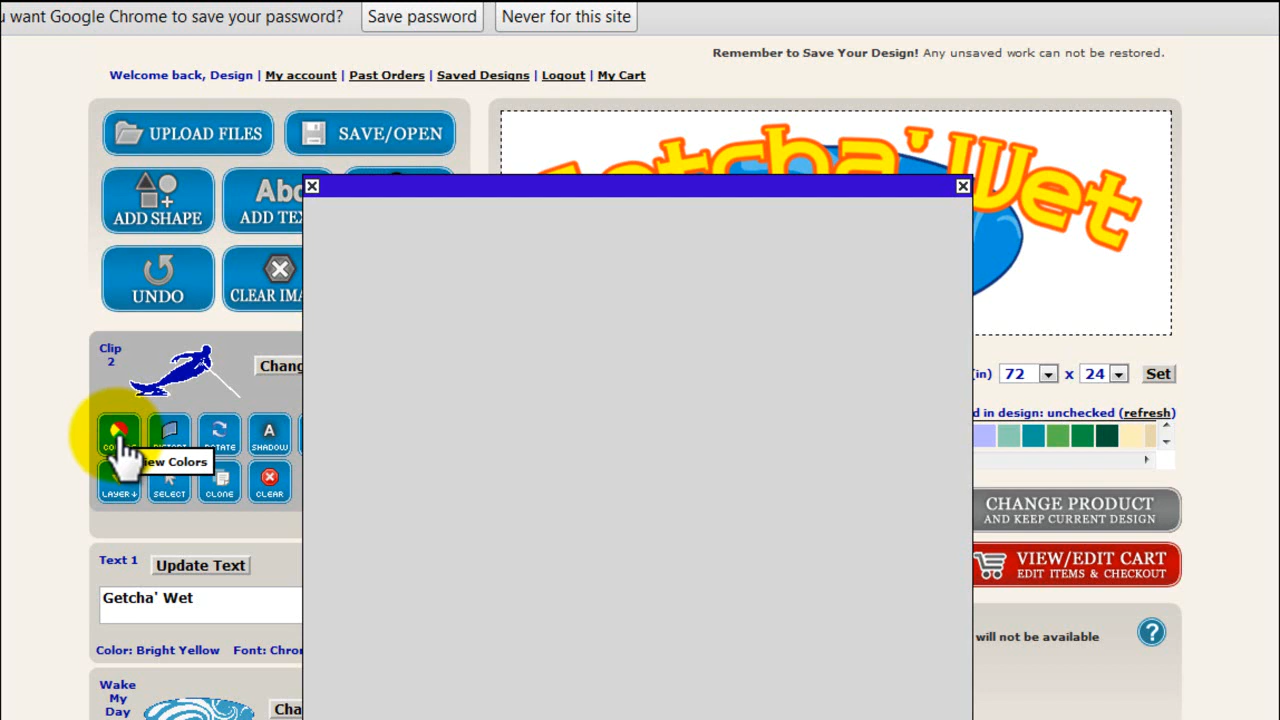 u want Google Chrome to save your password? Save password Never for this site
Remember to Save Your Design! Any unsaved work can not be restored.
Welcome back, Design | My account | Past Orders | Saved Designs | Logout | My Cart
UPLOAD FILES SAVE/OPEN
Getcha' Wet
ADD SHAPE
Abc
ADD TEX
UNDO
CLEAR IMA
Clip
2
Chang
(in) 72 x 24 Set
d in design: unchecked (refresh)
ROTATE SHADOW
View Colors
LAYER↓ SELECT CLONE CLEAR
CHANGE PRODUCT
AND KEEP CURRENT DESIGN
VIEW/EDIT CART
EDIT ITEMS & CHECKOUT
Text 1 Update Text
Getcha' Wet
will not be available ?
Color: Bright Yellow Font: Chron
Wake
My
Day
Cha